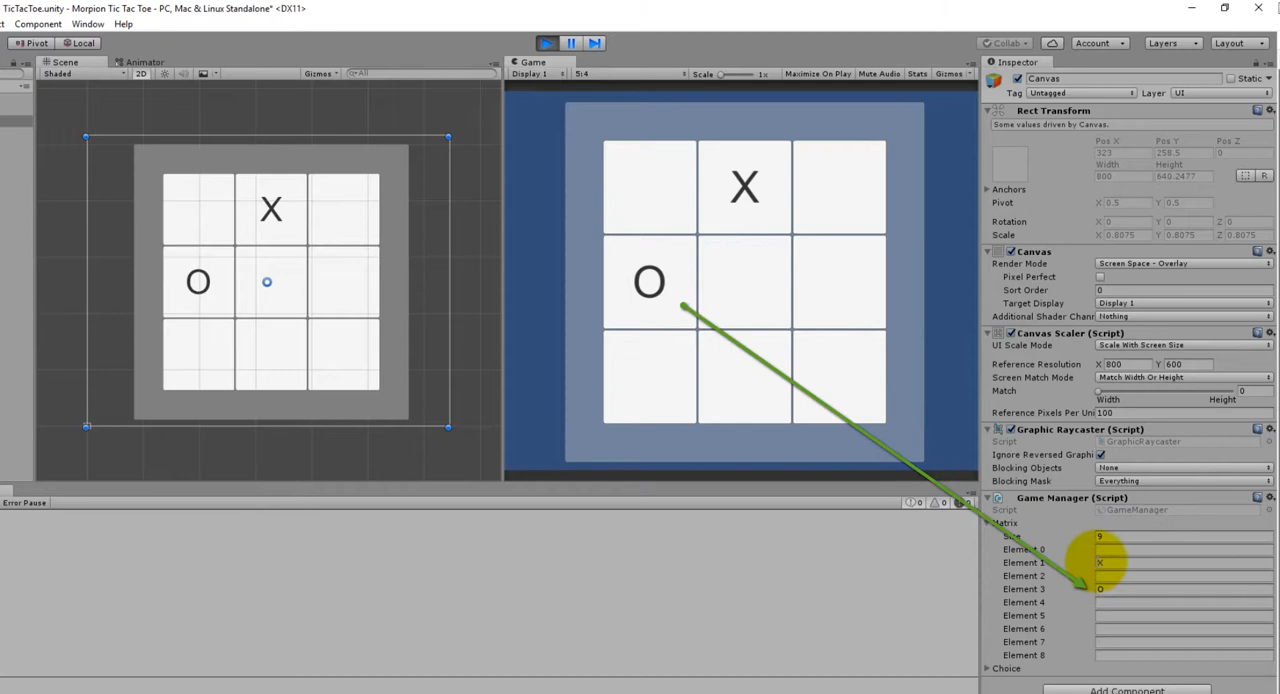 TicTacToe.unity - Morpion Tic Tac Toe - PC, Mac & Linux Standalone* <DX11>
Component Window Help
Pivot Local
Collab Account Layers Layout
Scene Animator
Shaded 2D Gizmos All
Game
Display 1 5:4 Scale 1x Maximize On Play Mute Audio Stats Gizmos
Inspector
Canvas Static
Tag Untagged Layer UI
Rect Transform
Some values driven by Canvas.
Pos X Pos Y Pos Z
323 258.5 0
Width Height
800 640.2477
R
Anchors
Pivot X 0.5 Y 0.5
Rotation X 0 Y 0 Z 0
Scale X 0.8075 Y 0.8075 Z 0.8075
Canvas
Render Mode Screen Space - Overlay
Pixel Perfect
Sort Order 0
Target Display Display 1
Additional Shader Chann Nothing
Canvas Scaler (Script)
UI Scale Mode Scale With Screen Size
Reference Resolution X 800 Y 600
Screen Match Mode Match Width Or Height
Match 0
Width Height
Reference Pixels Per Uni 100
Graphic Raycaster (Script)
Script GraphicRaycaster
Ignore Reversed Graphi
Blocking Objects None
Blocking Mask Everything
Game Manager (Script)
Script GameManager
Matrix
Size 9
Element 0
Element 1 X
Element 2
Element 3 O
Element 4
Element 5
Element 6
Element 7
Element 8
Choice
Add Component
X
O
X
O
Error Pause
0 0 0